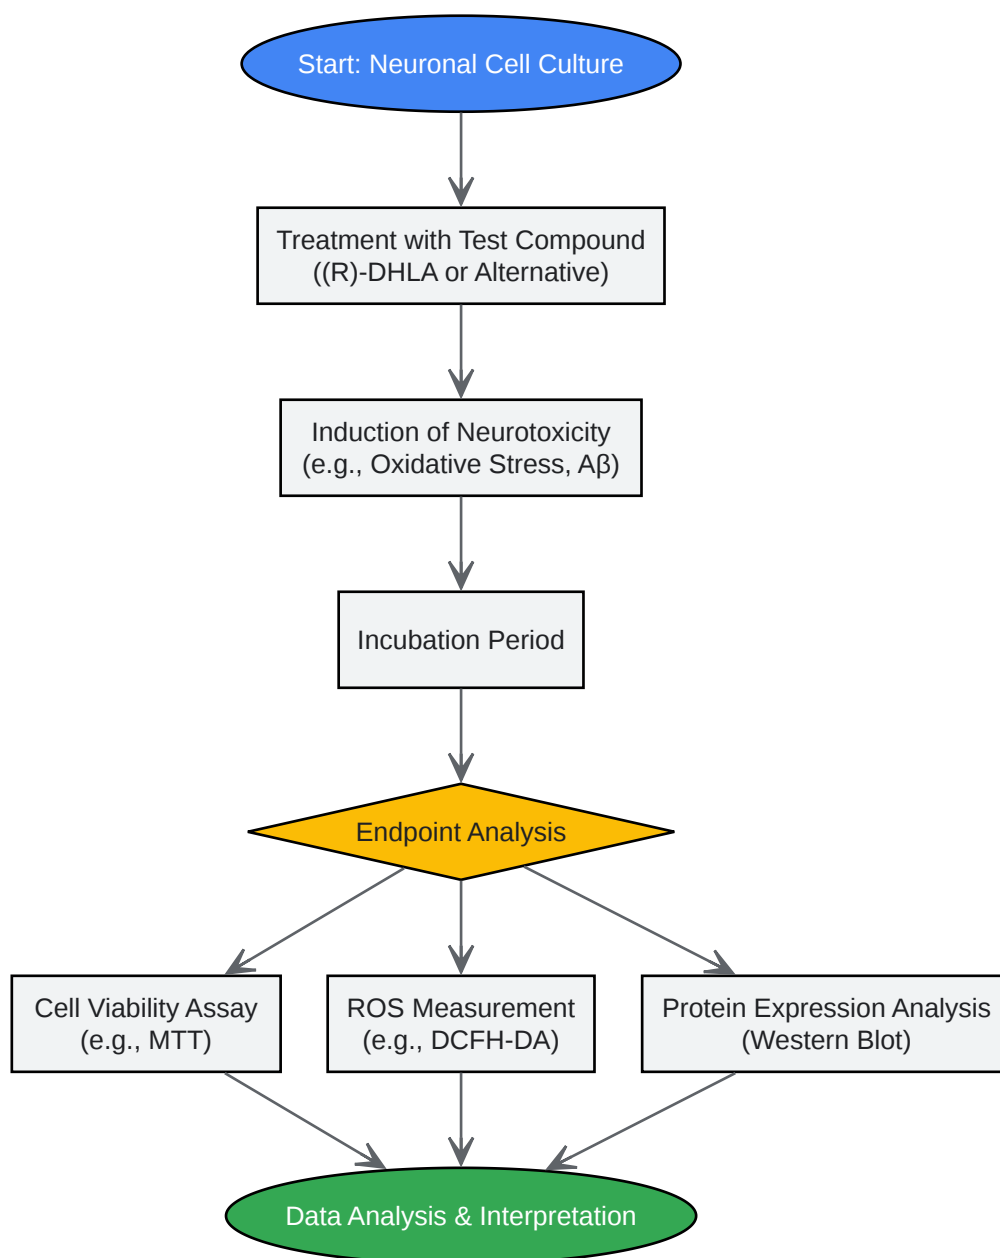 Start: Neuronal Cell Culture
Treatment with Test Compound
((R)-DHLA or Alternative)
Induction of Neurotoxicity
(e.g., Oxidative Stress, Aβ)
Incubation Period
Endpoint Analysis
Cell Viability Assay
(e.g., MTT)
ROS Measurement
(e.g., DCFH-DA)
Protein Expression Analysis
(Western Blot)
Data Analysis & Interpretation